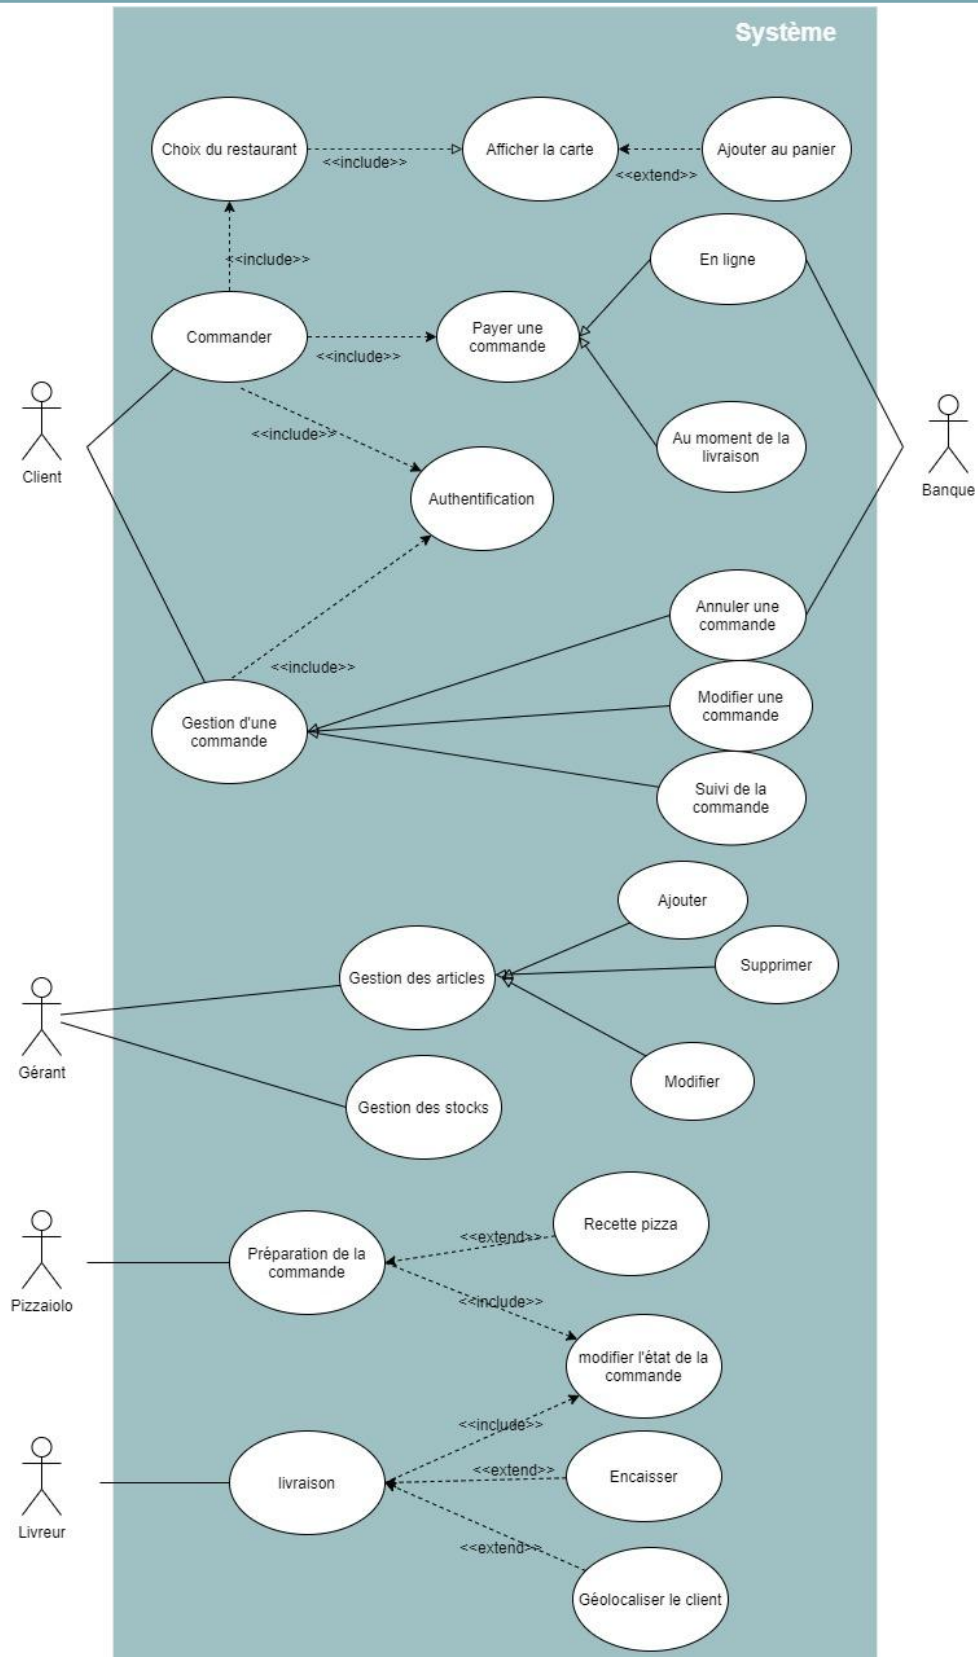 Système
Choix du restaurant
<<include>>
Afficher la carte
<<extend>>
Ajouter au panier
<<include>>
En ligne
Commander
<<include>>
Payer une
commande
Client
<<include>>
Au moment de la
livraison
Banque
Authentification
Annuler une
commande
<<include>>
Modifier une
commande
Gestion d'une
commande
Suivi de la
commande
Ajouter
Gestion des articles
Supprimer
Gérant
Modifier
Gestion des stocks
Recette pizza
<<extend>>
Préparation de la
commande
Pizzaiolo
<<include>>
modifier l'état de la
commande
<<include>>
<<extend>>
Encaisser
livraison
Livreur
<<extend>>
Géolocaliser le client